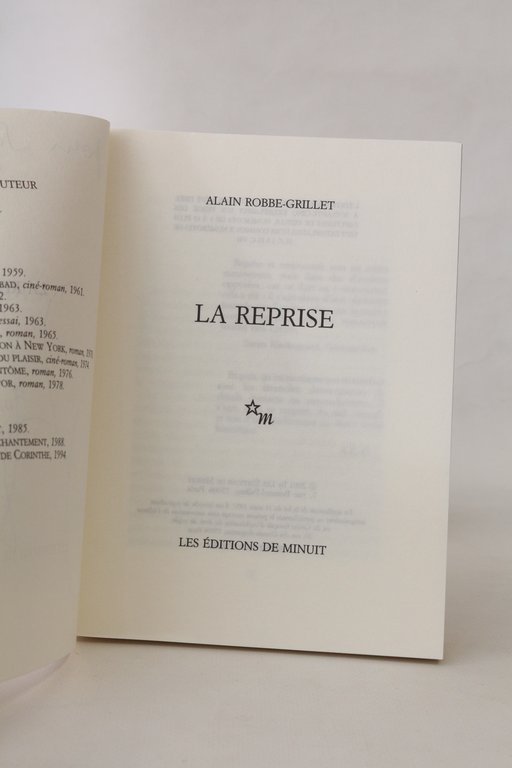 UTEUR
1959.
BAD, ciné-roman, 1961.
2.
1963.
essai, 1963.
, roman, 1965.
ON À NEW YORK, roman, 1970
DU PLAISIR, ciné-roman, 1974
NTÔME, roman, 1976.
OR, roman, 1978.
, 1985.
CHANTEMENT, 1988.
DE CORINTHE, 1994
ALAIN ROBBE-GRILLET
LA REPRISE
m
LES ÉDITIONS DE MINUIT